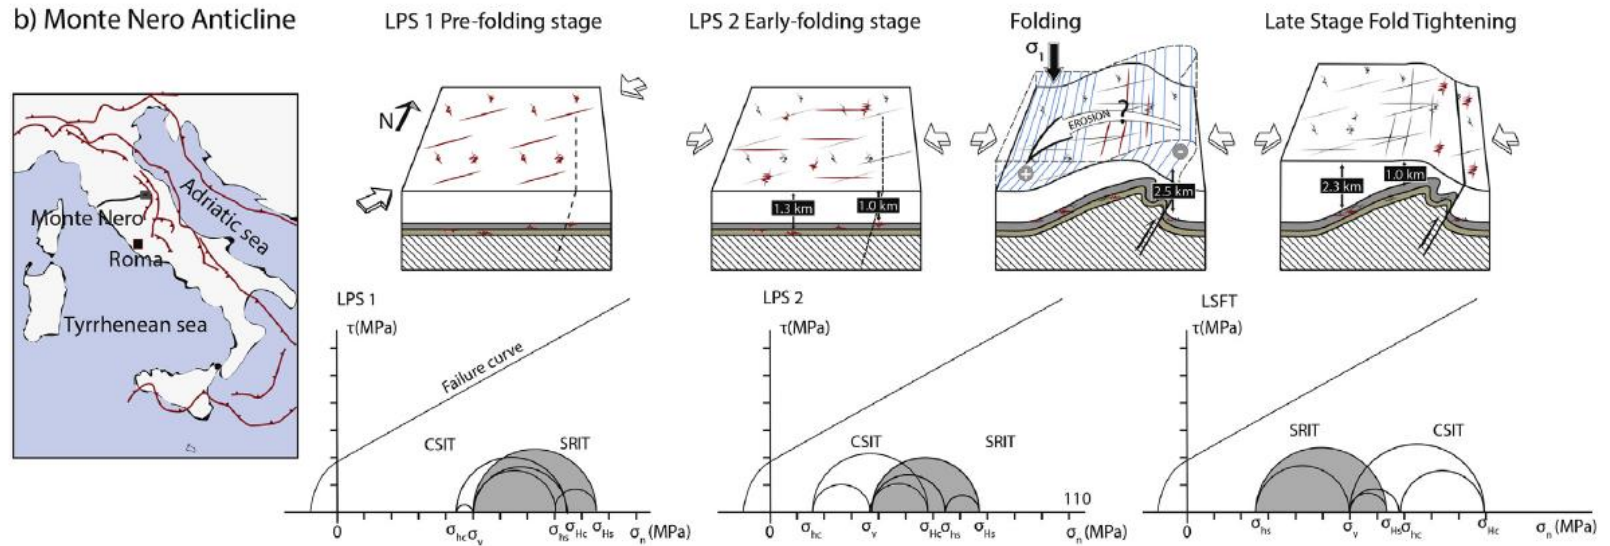 b) Monte Nero Anticline
LPS 1 Pre-folding stage
LPS 2 Early-folding stage
Folding
Late Stage Fold Tightening
Adriatic sea
Monte Nero
Roma
Tyrrhenean sea
N
1.3 km
1.0 km
σ1
EROSION
?
+
-
2.5 km
2.3 km
1.0 km
LPS 1
τ(MPa)
Failure curve
CSIT
SRIT
0
σhc
σv
σhs
σHc
σHs
σn (MPa)
LPS 2
τ(MPa)
CSIT
SRIT
110
0
σhc
σv
σHc
σhs
σHs
σn (MPa)
LSFT
τ(MPa)
SRIT
CSIT
0
σhs
σv
σHs
σhc
σHc
σn (MPa)